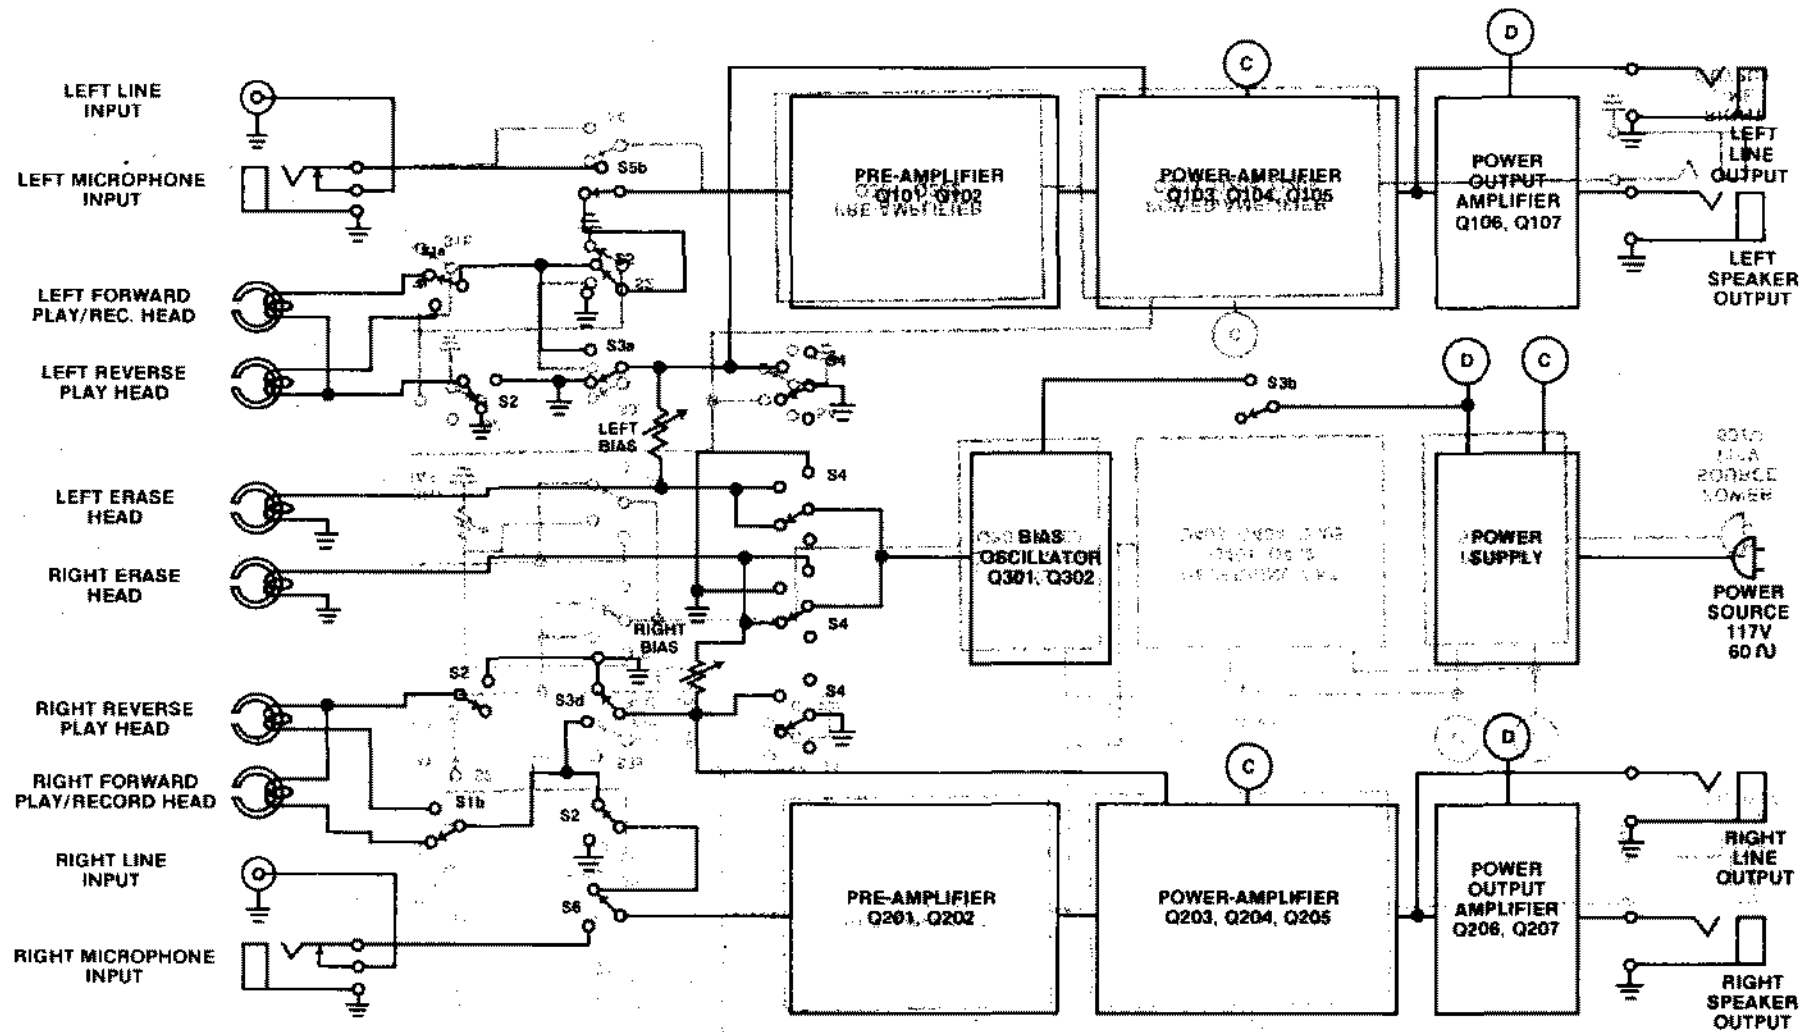 LEFT LINE
INPUT
LEFT MICROPHONE
INPUT
LEFT FORWARD
PLAY/REC. HEAD
LEFT REVERSE
PLAY HEAD
LEFT ERASE
HEAD
RIGHT ERASE
HEAD
RIGHT REVERSE
PLAY HEAD
RIGHT FORWARD
PLAY/RECORD HEAD
RIGHT LINE
INPUT
RIGHT MICROPHONE
INPUT
S5b
S1a
S2
S3a
S2
S4
LEFT
BIAS
S4
S4
RIGHT
BIAS
S2
S3d
S4
S1b
S2
S6
PRE-AMPLIFIER
Q101, Q102
C
POWER-AMPLIFIER
Q103, Q104, Q105
D
POWER
OUTPUT
AMPLIFIER
Q106, Q107
LEFT
LINE
OUTPUT
LEFT
SPEAKER
OUTPUT
C
S3b
D
C
BIAS
OSCILLATOR
Q301, Q302
POWER
SUPPLY
POWER
SOURCE
117V
60
C
D
PRE-AMPLIFIER
Q201, Q202
POWER-AMPLIFIER
Q203, Q204, Q205
POWER
OUTPUT
AMPLIFIER
Q206, Q207
RIGHT
LINE
OUTPUT
RIGHT
SPEAKER
OUTPUT